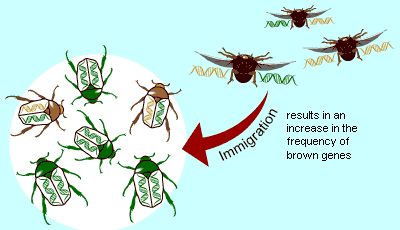 Immigration
results in an
increase in the
frequency of
brown genes